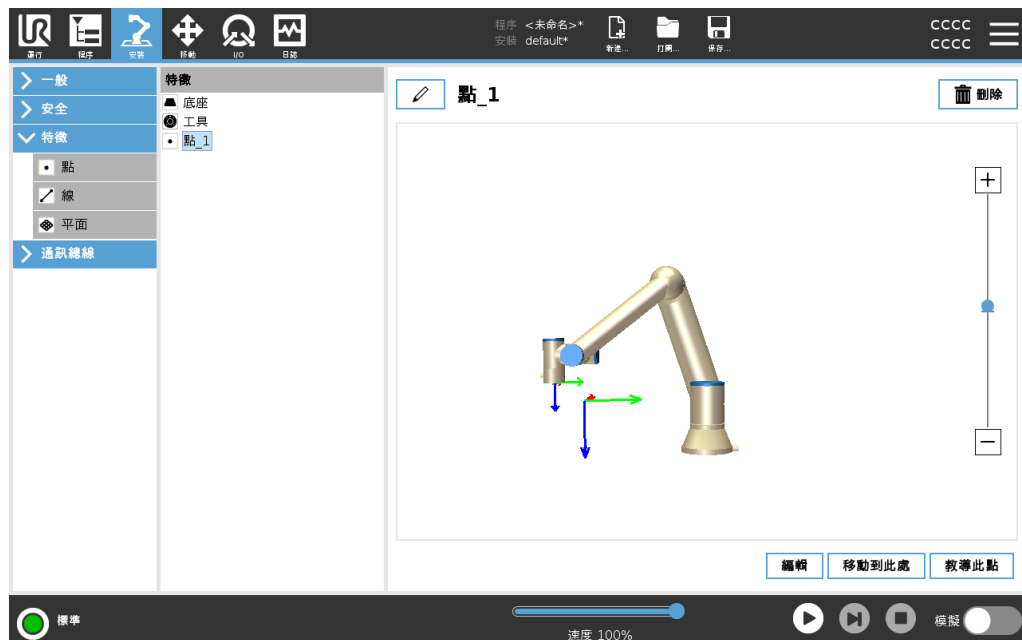 UR
運行
程序
安裝
移動
I/O
日誌
程序 <未命名>*
安裝 default*
新建...
打開...
保存...
CCCC
CCCC
一般
安全
特徵
點
線
平面
通訊總線
特徵
底座
工具
點_1
點_1
刪除
+
−
編輯
移動到此處
教導此點
標準
速度 100%
模擬